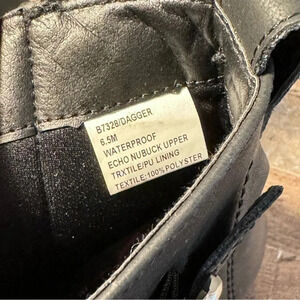 B7328/DAGGER
6.5M
WATERPROOF
ECHO NUBUCK UPPER
TRXTILE/PU LINING
TEXTILE:100% POLYSTER